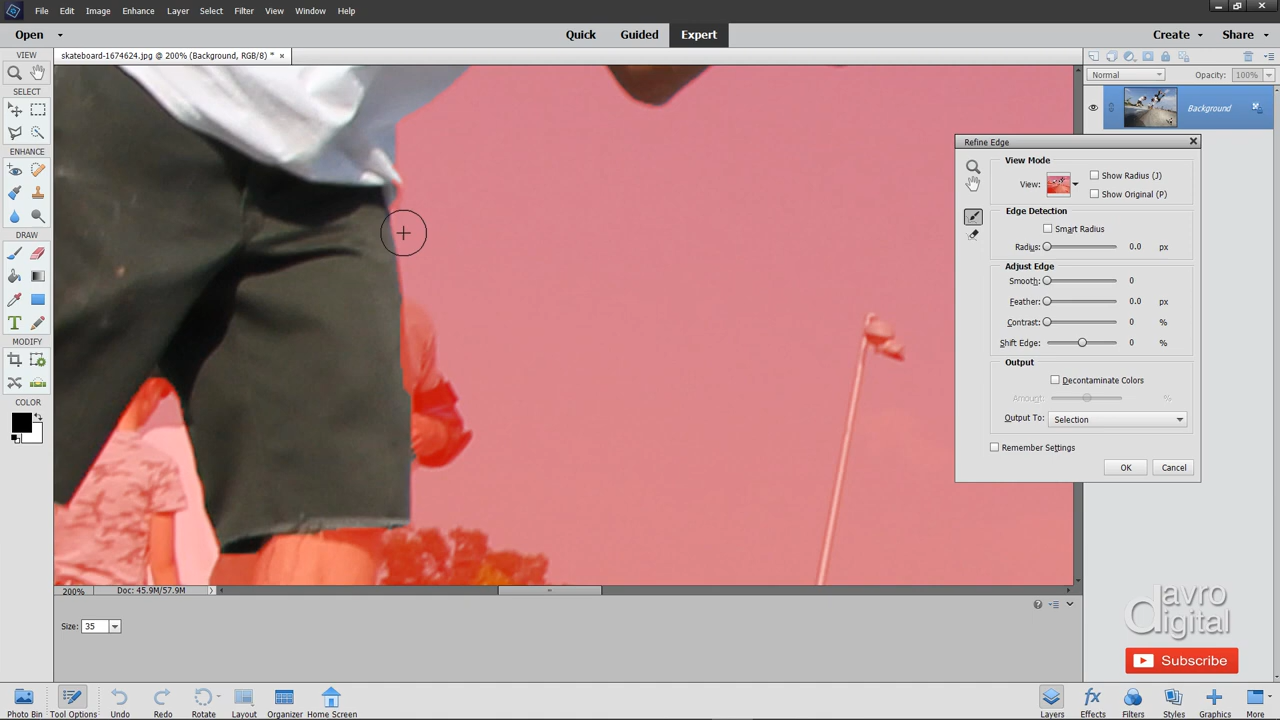 File Edit Image Enhance Layer Select Filter View Window Help
Open
Quick Guided Expert
Create Share
VIEW
skateboard-1674624.jpg @ 200% (Background, RGB/8) * ×
SELECT
ENHANCE
DRAW
MODIFY
COLOR
Normal Opacity: 100%
Background
Refine Edge
View Mode
View: Show Radius (J)
Show Original (P)
Edge Detection
Smart Radius
Radius: 0.0 px
Adjust Edge
Smooth: 0
Feather: 0.0 px
Contrast: 0 %
Shift Edge: 0 %
Output
Decontaminate Colors
Amount: %
Output To: Selection
Remember Settings
OK Cancel
200% Doc: 45.9M/57.9M
Size: 35
davro
digital
Subscribe
Photo Bin Tool Options Undo Redo Rotate Layout Organizer Home Screen
Layers Effects Filters Styles Graphics More